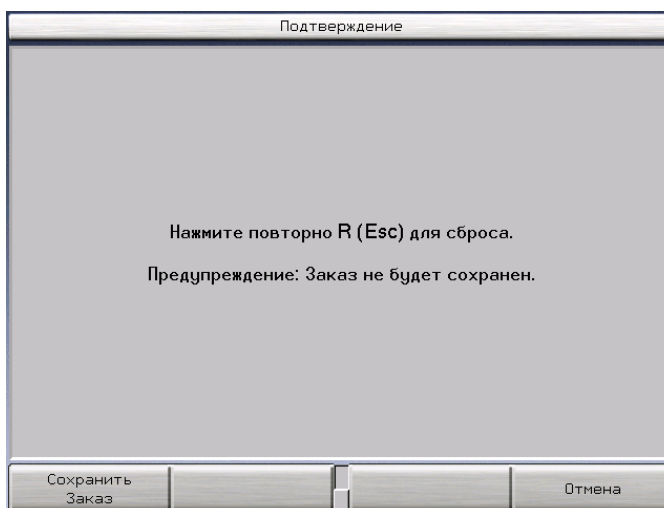 Подтверждение
Нажмите повторно R (Esc) для сброса.
Предупреждение: Заказ не будет сохранен.
Сохранить
Заказ
Отмена